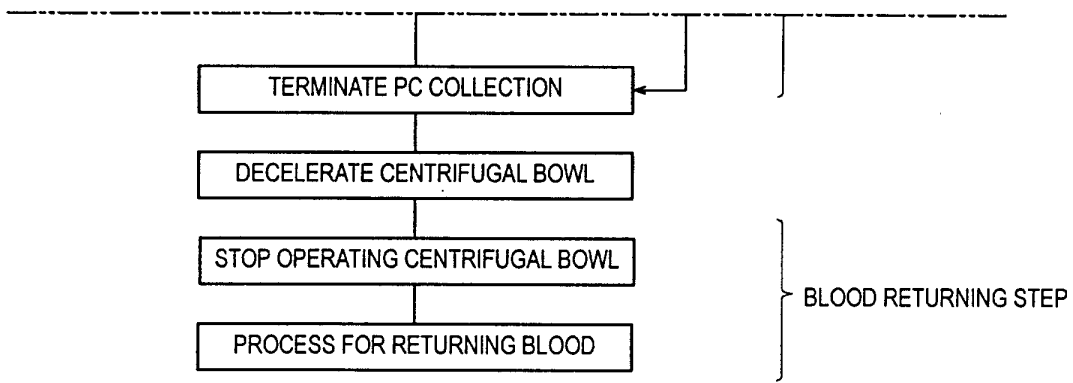 TERMINATE PC COLLECTION
DECELERATE CENTRIFUGAL BOWL
STOP OPERATING CENTRIFUGAL BOWL
BLOOD RETURNING STEP
PROCESS FOR RETURNING BLOOD